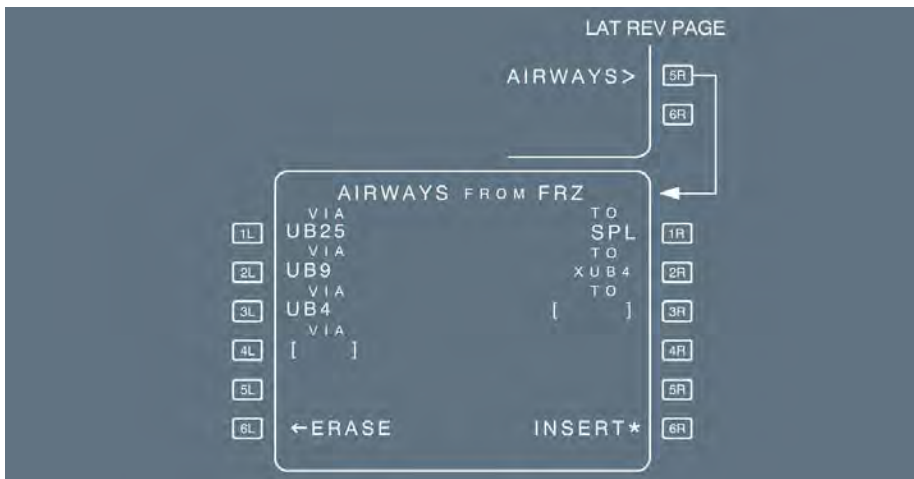 LAT REV PAGE
AIRWAYS> 5R
6R
AIRWAYS FROM FRZ
VIA TO
1L UB25 SPL 1R
VIA TO
2L UB9 XUB4 2R
VIA TO
3L UB4 [ ] 3R
VIA
4L [ ] 4R
5L 5R
6L ←ERASE INSERT* 6R